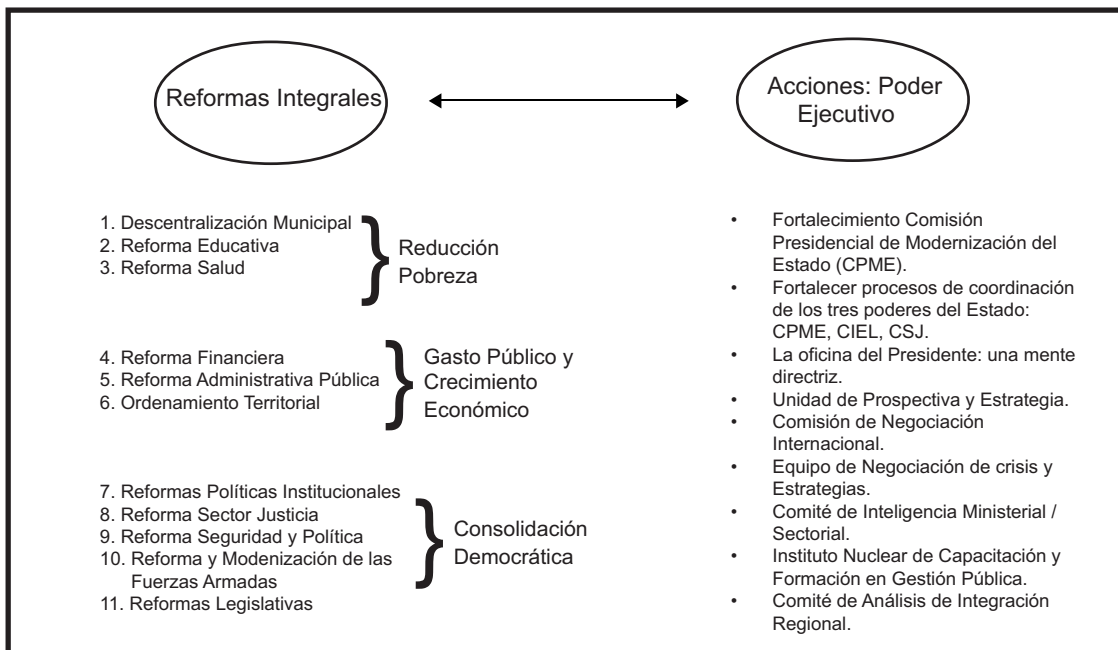 Reformas Integrales
Acciones: Poder
Ejecutivo
1. Descentralización Municipal
2. Reforma Educativa
3. Reforma Salud
Reducción
Pobreza
4. Reforma Financiera
5. Reforma Administrativa Pública
6. Ordenamiento Territorial
Gasto Público y
Crecimiento
Económico
7. Reformas Políticas Institucionales
8. Reforma Sector Justicia
9. Reforma Seguridad y Política
10. Reforma y Modenización de las
Fuerzas Armadas
11. Reformas Legislativas
Consolidación
Democrática
• Fortalecimiento Comisión
Presidencial de Modernización del
Estado (CPME).
• Fortalecer procesos de coordinación
de los tres poderes del Estado:
CPME, CIEL, CSJ.
• La oficina del Presidente: una mente
directriz.
• Unidad de Prospectiva y Estrategia.
• Comisión de Negociación
Internacional.
• Equipo de Negociación de crisis y
Estrategias.
• Comité de Inteligencia Ministerial /
Sectorial.
• Instituto Nuclear de Capacitación y
Formación en Gestión Pública.
• Comité de Análisis de Integración
Regional.